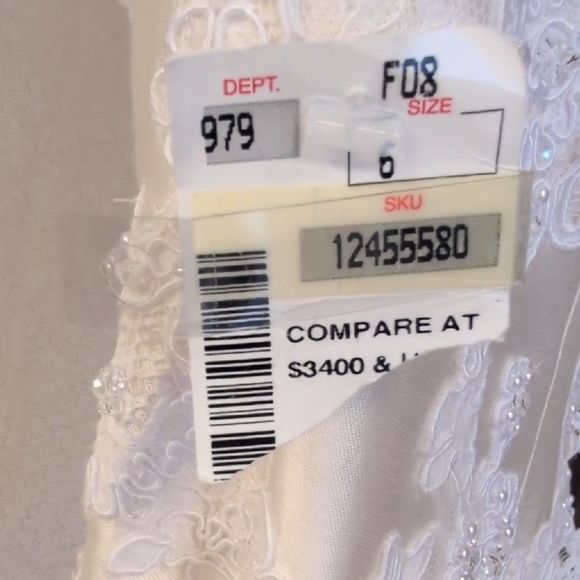 F08
DEPT.
SIZE
979
6
SKU
12455580
COMPARE AT
$3400 &